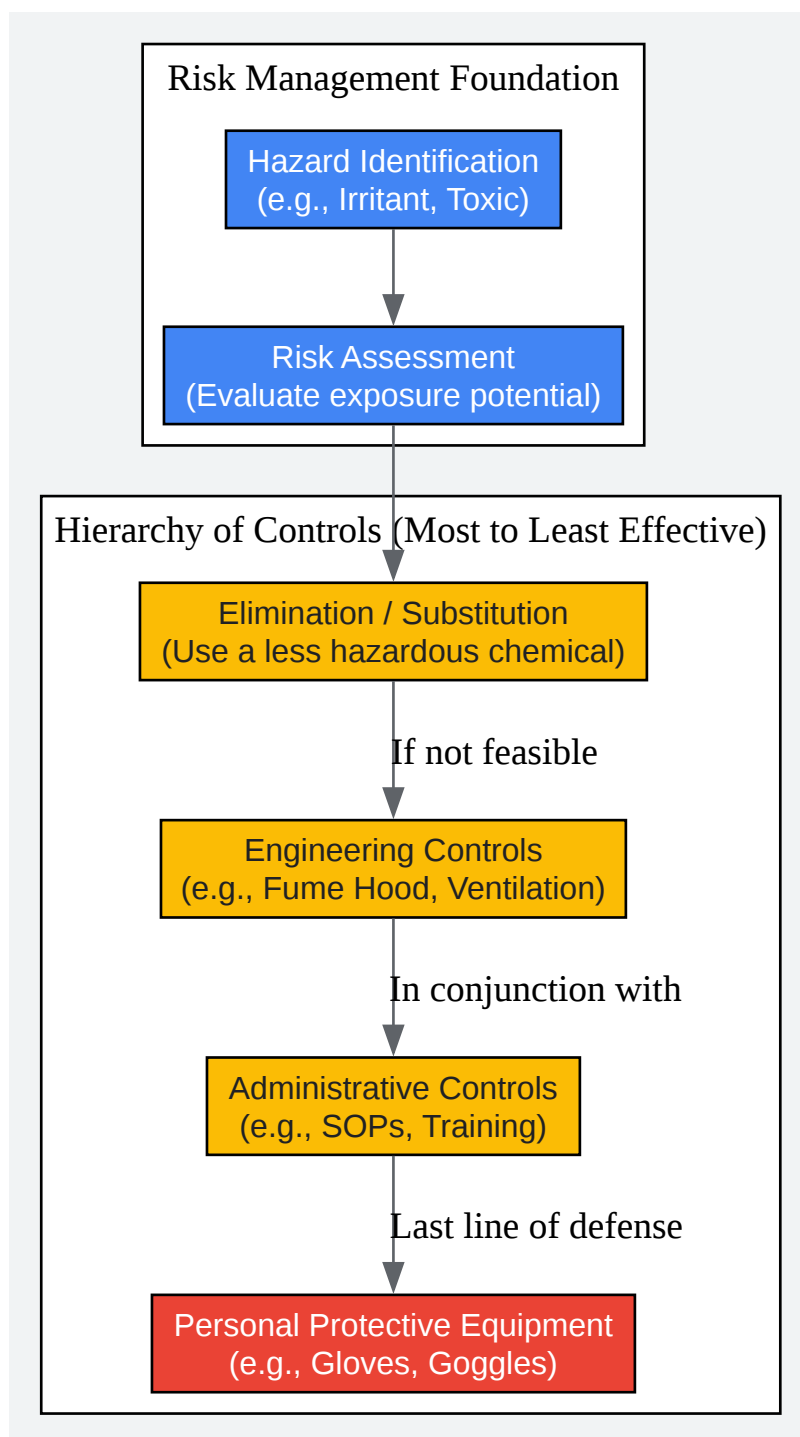 Risk Management Foundation
Hazard Identification
(e.g., Irritant, Toxic)
Risk Assessment
(Evaluate exposure potential)
Hierarchy of Controls (Most to Least Effective)
Elimination / Substitution
(Use a less hazardous chemical)
If not feasible
Engineering Controls
(e.g., Fume Hood, Ventilation)
In conjunction with
Administrative Controls
(e.g., SOPs, Training)
Last line of defense
Personal Protective Equipment
(e.g., Gloves, Goggles)